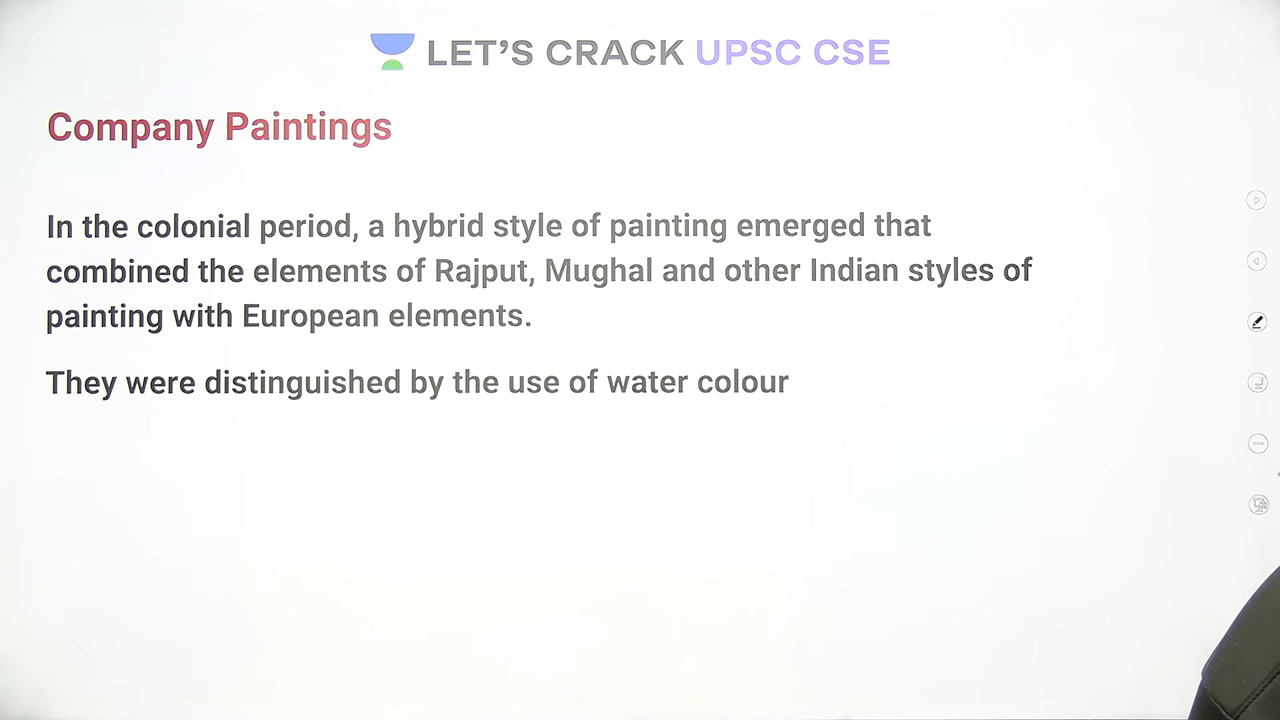 LET'S CRACK UPSC CSE
Company Paintings
In the colonial period, a hybrid style of painting emerged that
combined the elements of Rajput, Mughal and other Indian styles of
painting with European elements.
They were distinguished by the use of water colour